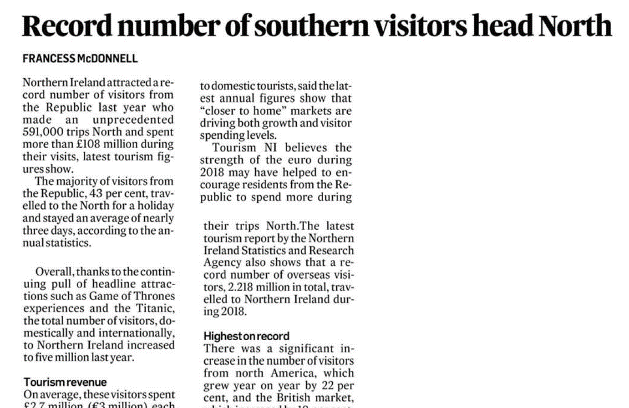 Record number of southern visitors head North
FRANCESS McDONNELL
Northern Ireland attracted a re-
cord number of visitors from
the Republic last year who
made an unprecedented
591,000 trips North and spent
more than £108 million during
their visits, latest tourism fig-
ures show.
The majority of visitors from
the Republic, 43 per cent, trav-
elled to the North for a holiday
and stayed an average of nearly
three days, according to the an-
nual statistics.
Overall, thanks to the contin-
uing pull of headline attrac-
tions such as Game of Thrones
experiences and the Titanic,
the total number of visitors, do-
mestically and internationally,
to Northern Ireland increased
to five million last year.
Tourism revenue
On average, these visitors spent
£2.7 million (€3 million) each
to domestic tourists, said the lat-
est annual figures show that
“closer to home” markets are
driving both growth and visitor
spending levels.
Tourism NI believes the
strength of the euro during
2018 may have helped to en-
courage residents from the Re-
public to spend more during
their trips North.The latest
tourism report by the Northern
Ireland Statistics and Research
Agency also shows that a re-
cord number of overseas visi-
tors, 2.218 million in total, trav-
elled to Northern Ireland dur-
ing 2018.
Highest on record
There was a significant in-
crease in the number of visitors
from north America, which
grew year on year by 22 per
cent, and the British market,